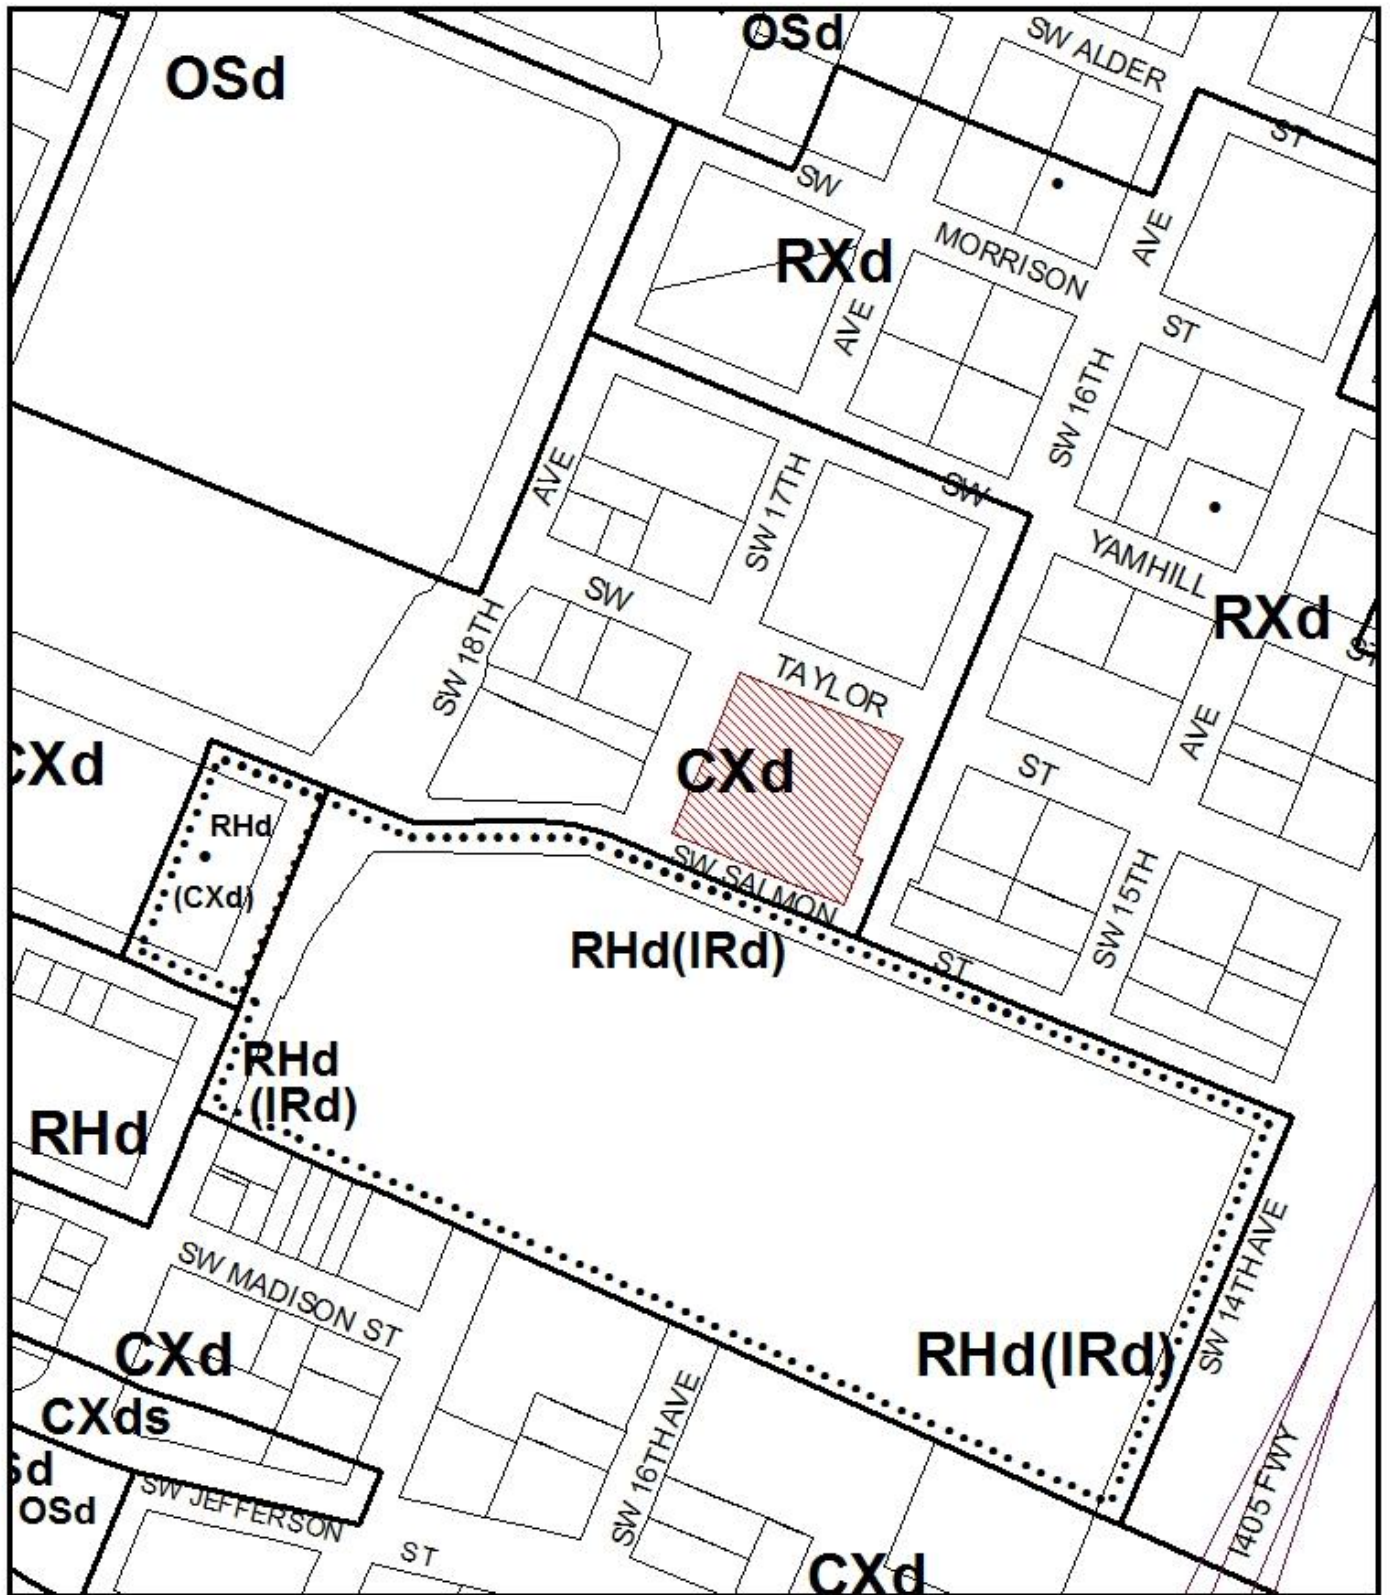 OSd
OSd
SW ALDER
ST
SW
MORRISON
ST
RXd
AVE
AVE
SW 16TH
AVE
SW 17TH
SW
YAMHILL
ST
RXd
SW
SW 18TH
TAYLOR
ST
AVE
CXd
CXd
RHd
(CXd)
SW SALMON
ST
SW 15TH
RHd(IRd)
RHd
(IRd)
RHd
SW MADISON ST
SW 14TH AVE
RHd(IRd)
CXd
CXds
Sd
OSd
SW JEFFERSON
ST
SW 16TH AVE
I405 FWY
CXd